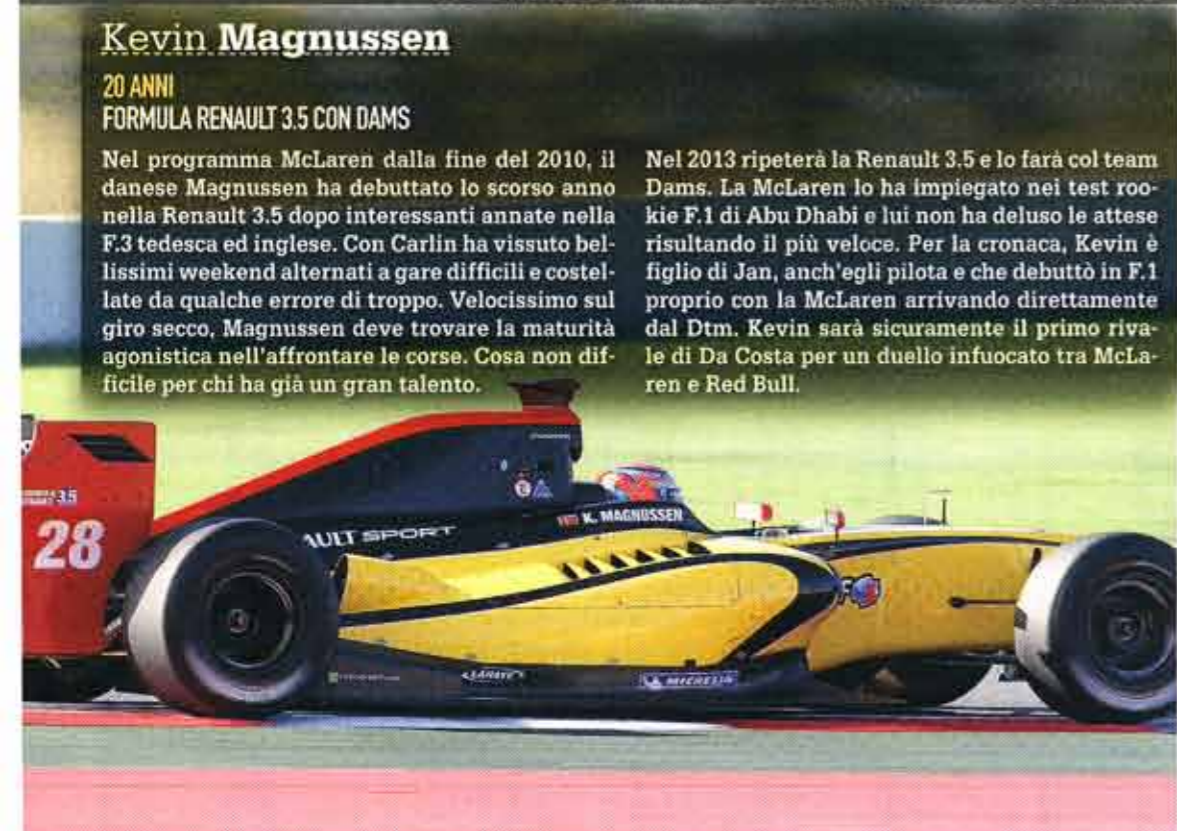 Kevin Magnussen
20 ANNI
FORMULA RENAULT 3.5 CON DAMS
Nel programma McLaren dalla fine del 2010, il
danese Magnussen ha debuttato lo scorso anno
nella Renault 3.5 dopo interessanti annate nella
F.3 tedesca ed inglese. Con Carlin ha vissuto bel-
lissimi weekend alternati a gare difficili e costel-
late da qualche errore di troppo. Velocissimo sul
giro secco, Magnussen deve trovare la maturità
agonistica nell'affrontare le corse. Cosa non dif-
ficile per chi ha già un gran talento.
Nel 2013 ripeterà la Renault 3.5 e lo farà col team
Dams. La McLaren lo ha impiegato nei test roo-
kie F.1 di Abu Dhabi e lui non ha deluso le attese
risultando il più veloce. Per la cronaca, Kevin è
figlio di Jan, anch'egli pilota e che debuttò in F.1
proprio con la McLaren arrivando direttamente
dal Dtm. Kevin sarà sicuramente il primo riva-
le di Da Costa per un duello infuocato tra McLa-
ren e Red Bull.
3.5
28
K. MAGNUSSEN
AULT SPORT
MICHELIN